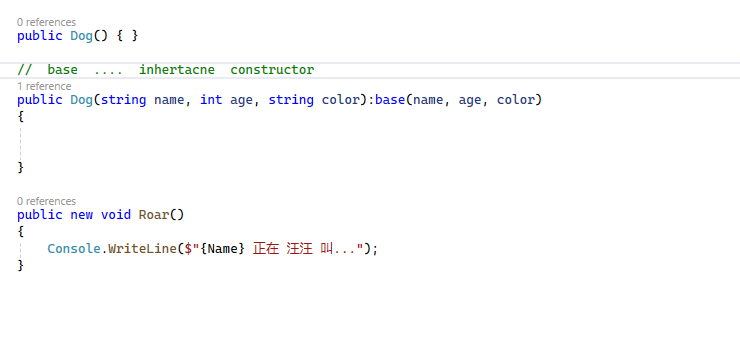 0 references
public Dog() { }
//  base  ....  inhertacne  constructor
1 reference
public Dog(string name, int age, string color):base(name, age, color)
{
}
0 references
public new void Roar()
{
Console.WriteLine($"{Name} 正在 汪汪 叫...");
}